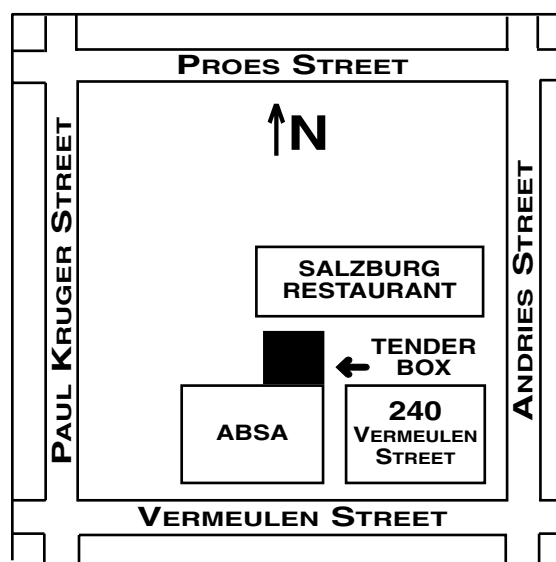 PROES STREET
N
PAUL KRUGER STREET
ANDRIES STREET
SALZBURG
RESTAURANT
TENDER
BOX
ABSA
240
VERMEULEN
STREET
VERMEULEN STREET